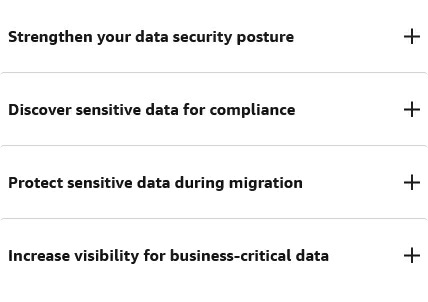 Strengthen your data security posture
Discover sensitive data for compliance
Protect sensitive data during migration
Increase visibility for business-critical data